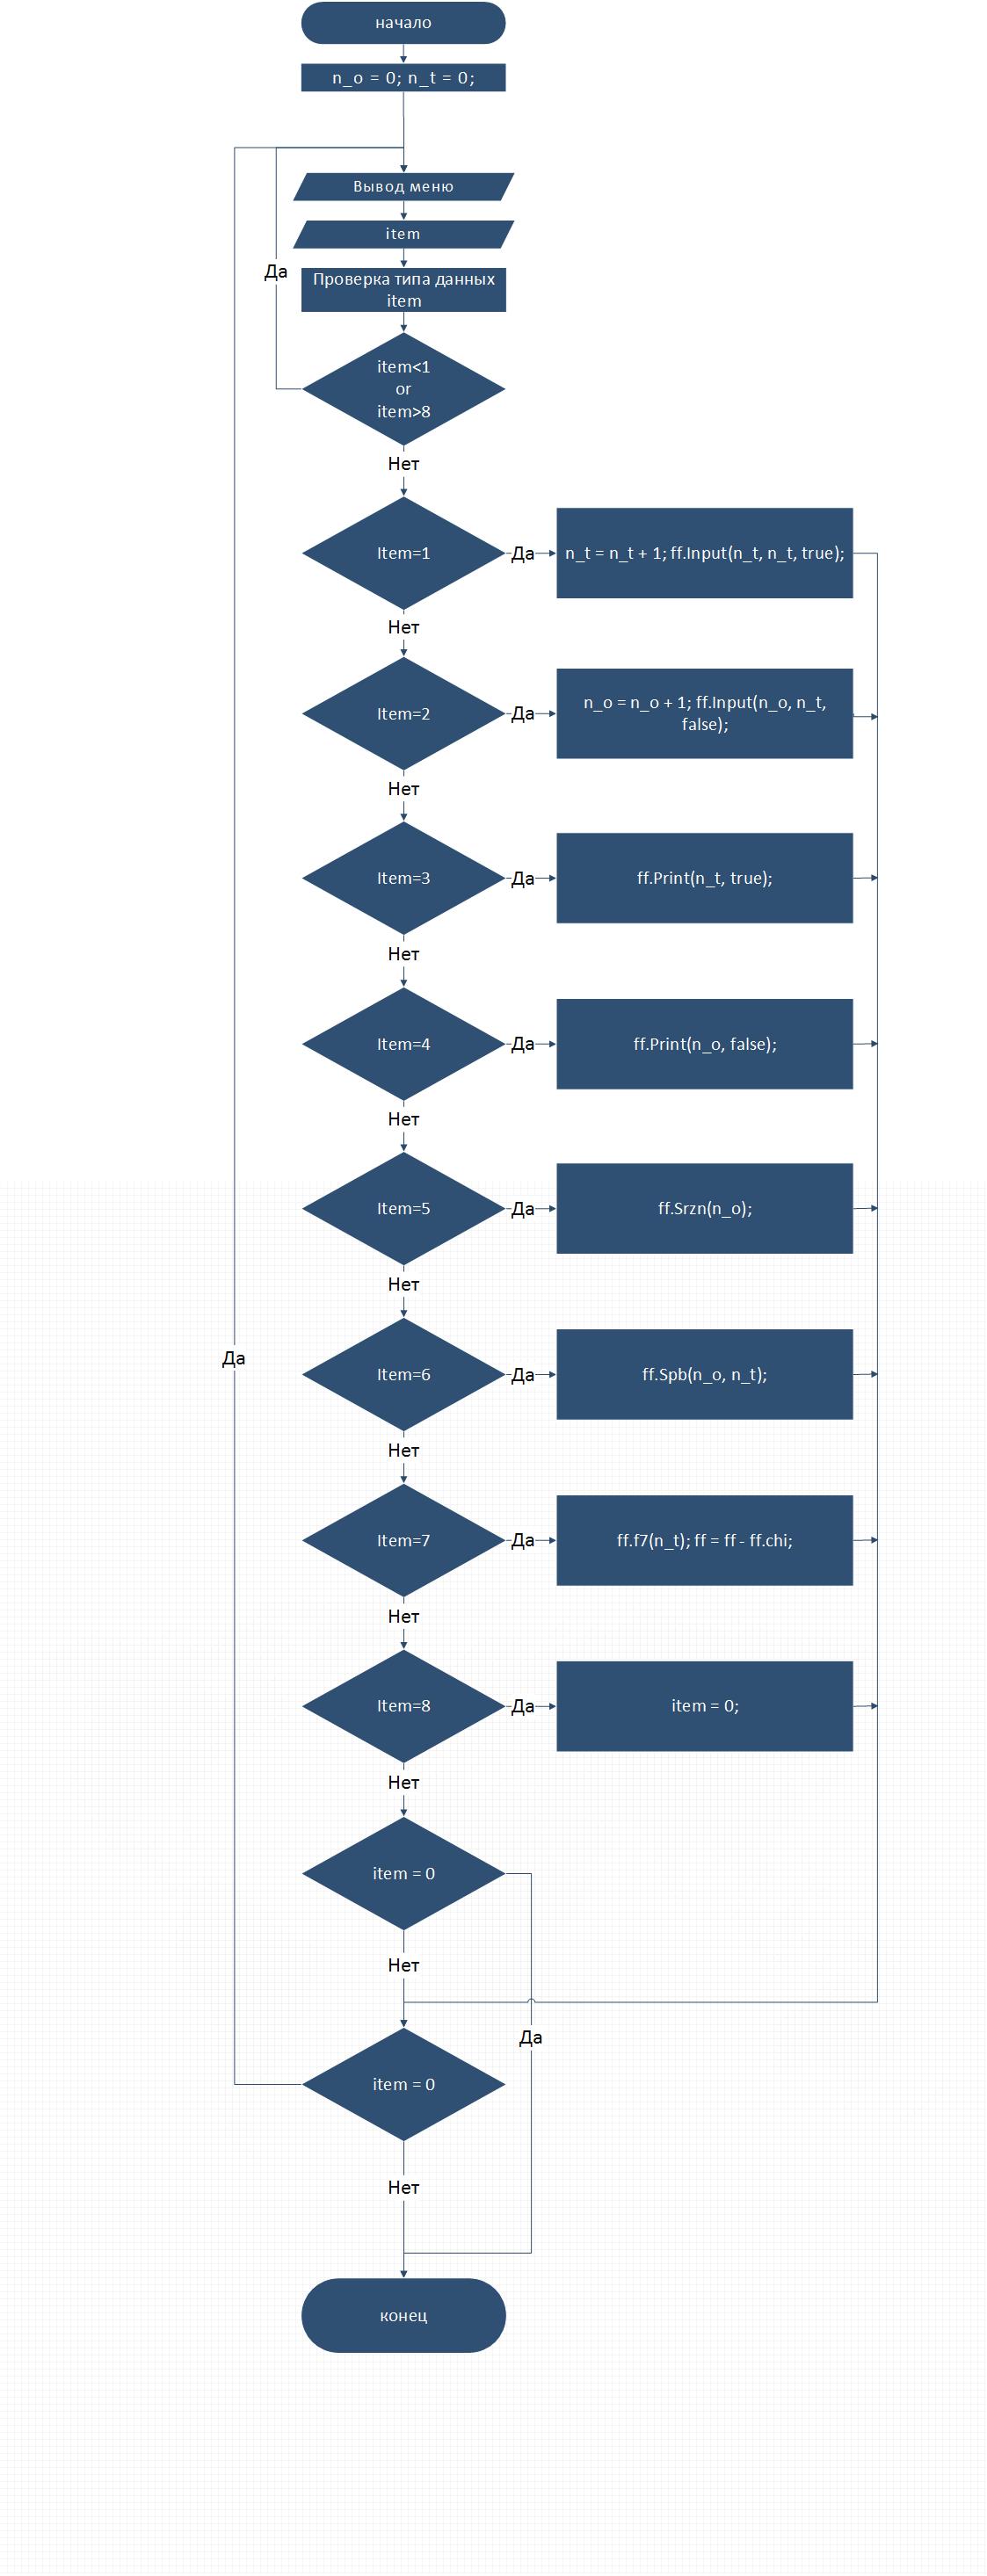 начало
n_o = 0; n_t = 0;
Вывод меню
item
Да
Проверка типа данных
item
item<1
or
item>8
Нет
Item=1
Да
n_t = n_t + 1; ff.Input(n_t, n_t, true);
Нет
Item=2
Да
n_o = n_o + 1; ff.Input(n_o, n_t,
false);
Нет
Item=3
Да
ff.Print(n_t, true);
Нет
Item=4
Да
ff.Print(n_o, false);
Нет
Item=5
Да
ff.Srzn(n_o);
Нет
Да
Item=6
Да
ff.Spb(n_o, n_t);
Нет
Item=7
Да
ff.f7(n_t); ff = ff - ff.chi;
Нет
Item=8
Да
item = 0;
Нет
item = 0
Нет
Да
item = 0
Нет
конец